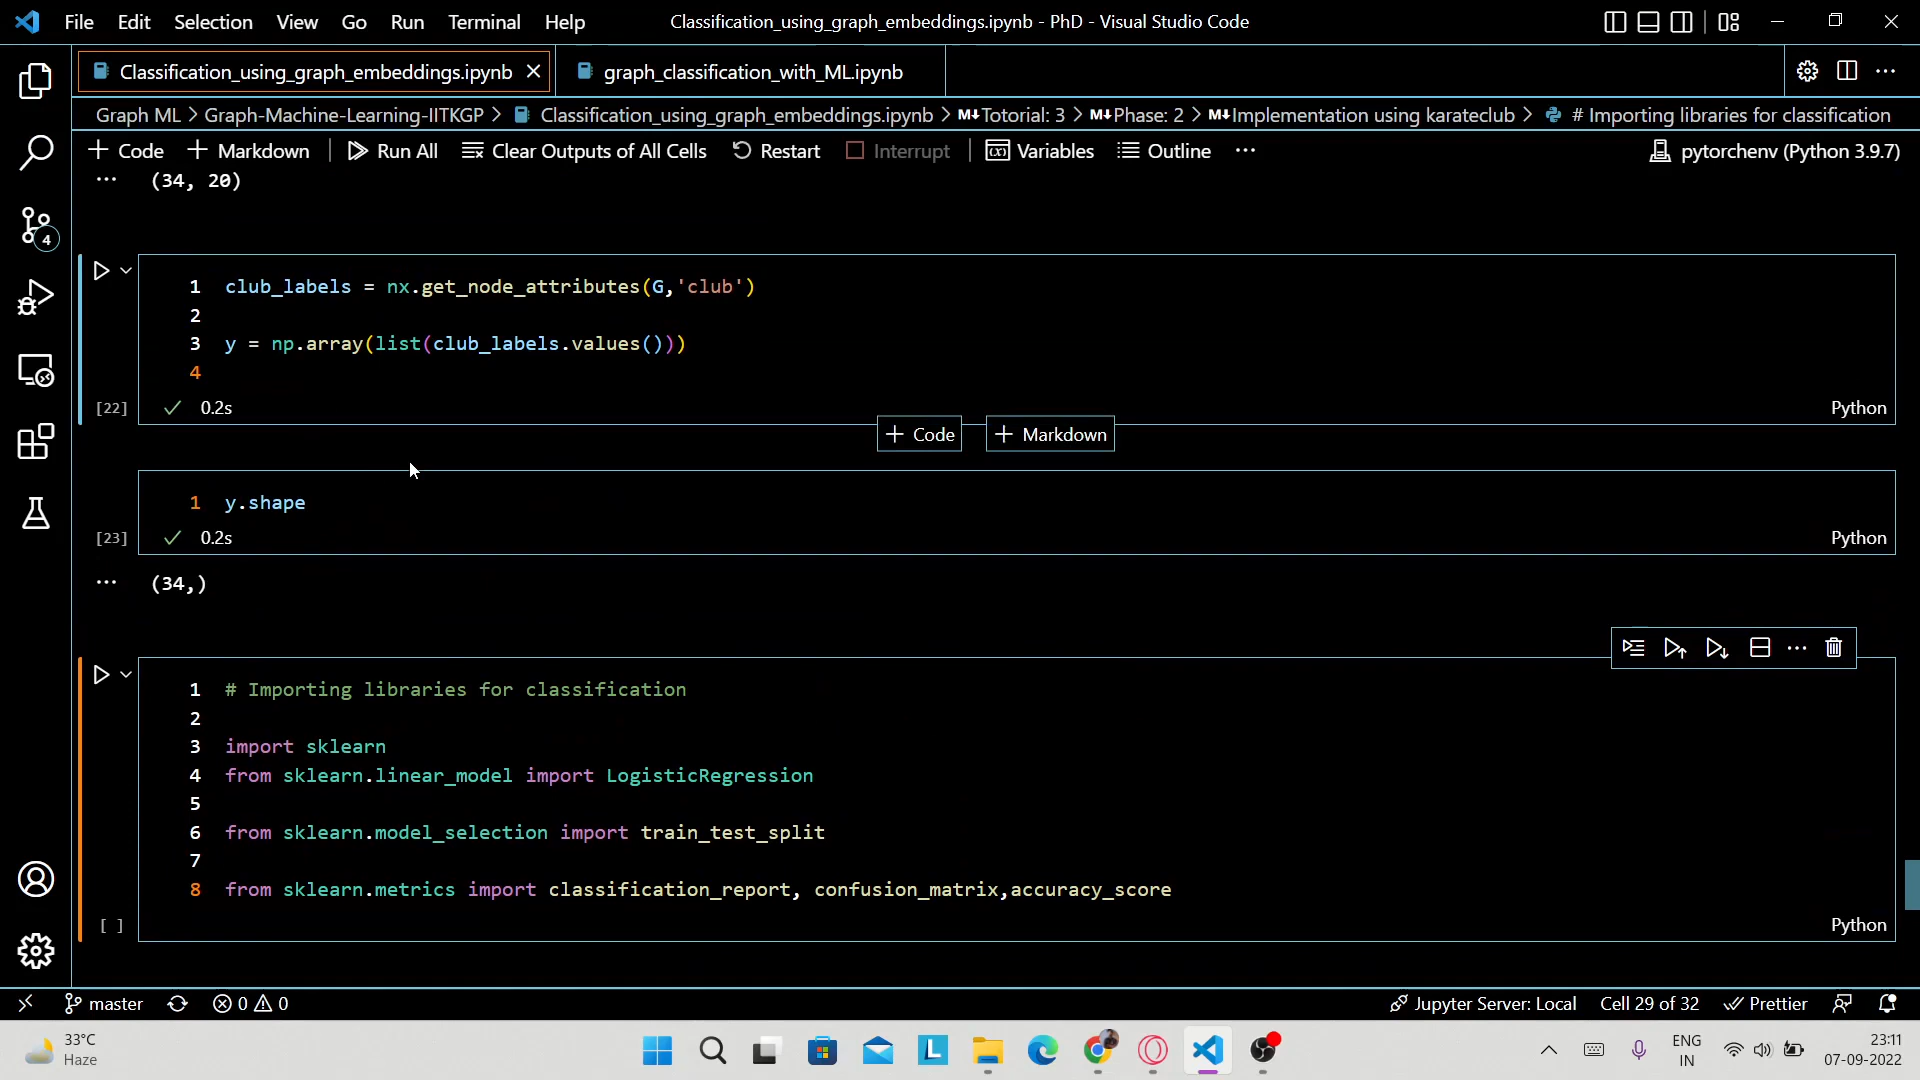 File Edit Selection View Go Run Terminal Help Classification_using_graph_embeddings.ipynb - PhD - Visual Studio Code
Classification_using_graph_embeddings.ipynb graph_classification_with_ML.ipynb
Graph ML > Graph-Machine-Learning-IITKGP > Classification_using_graph_embeddings.ipynb > M↓Tutorial: 3 > M↓Phase: 2 > M↓Implementation using karateclub > # Importing libraries for classification
+ Code + Markdown Run All Clear Outputs of All Cells Restart Interrupt Variables Outline ··· pytorchenv (Python 3.9.7)
··· (34, 20)
1 club_labels = nx.get_node_attributes(G,'club')
2
3 y = np.array(list(club_labels.values()))
4
[22] ✓ 0.2s Python
+ Code + Markdown
1 y.shape
[23] ✓ 0.2s Python
··· (34,)
1 # Importing libraries for classification
2
3 import sklearn
4 from sklearn.linear_model import LogisticRegression
5
6 from sklearn.model_selection import train_test_split
7
8 from sklearn.metrics import classification_report, confusion_matrix,accuracy_score
[ ] Python
4
master 0 0 Jupyter Server: Local Cell 29 of 32 Prettier
33°C
Haze
L
ENG
IN
23:11
07-09-2022